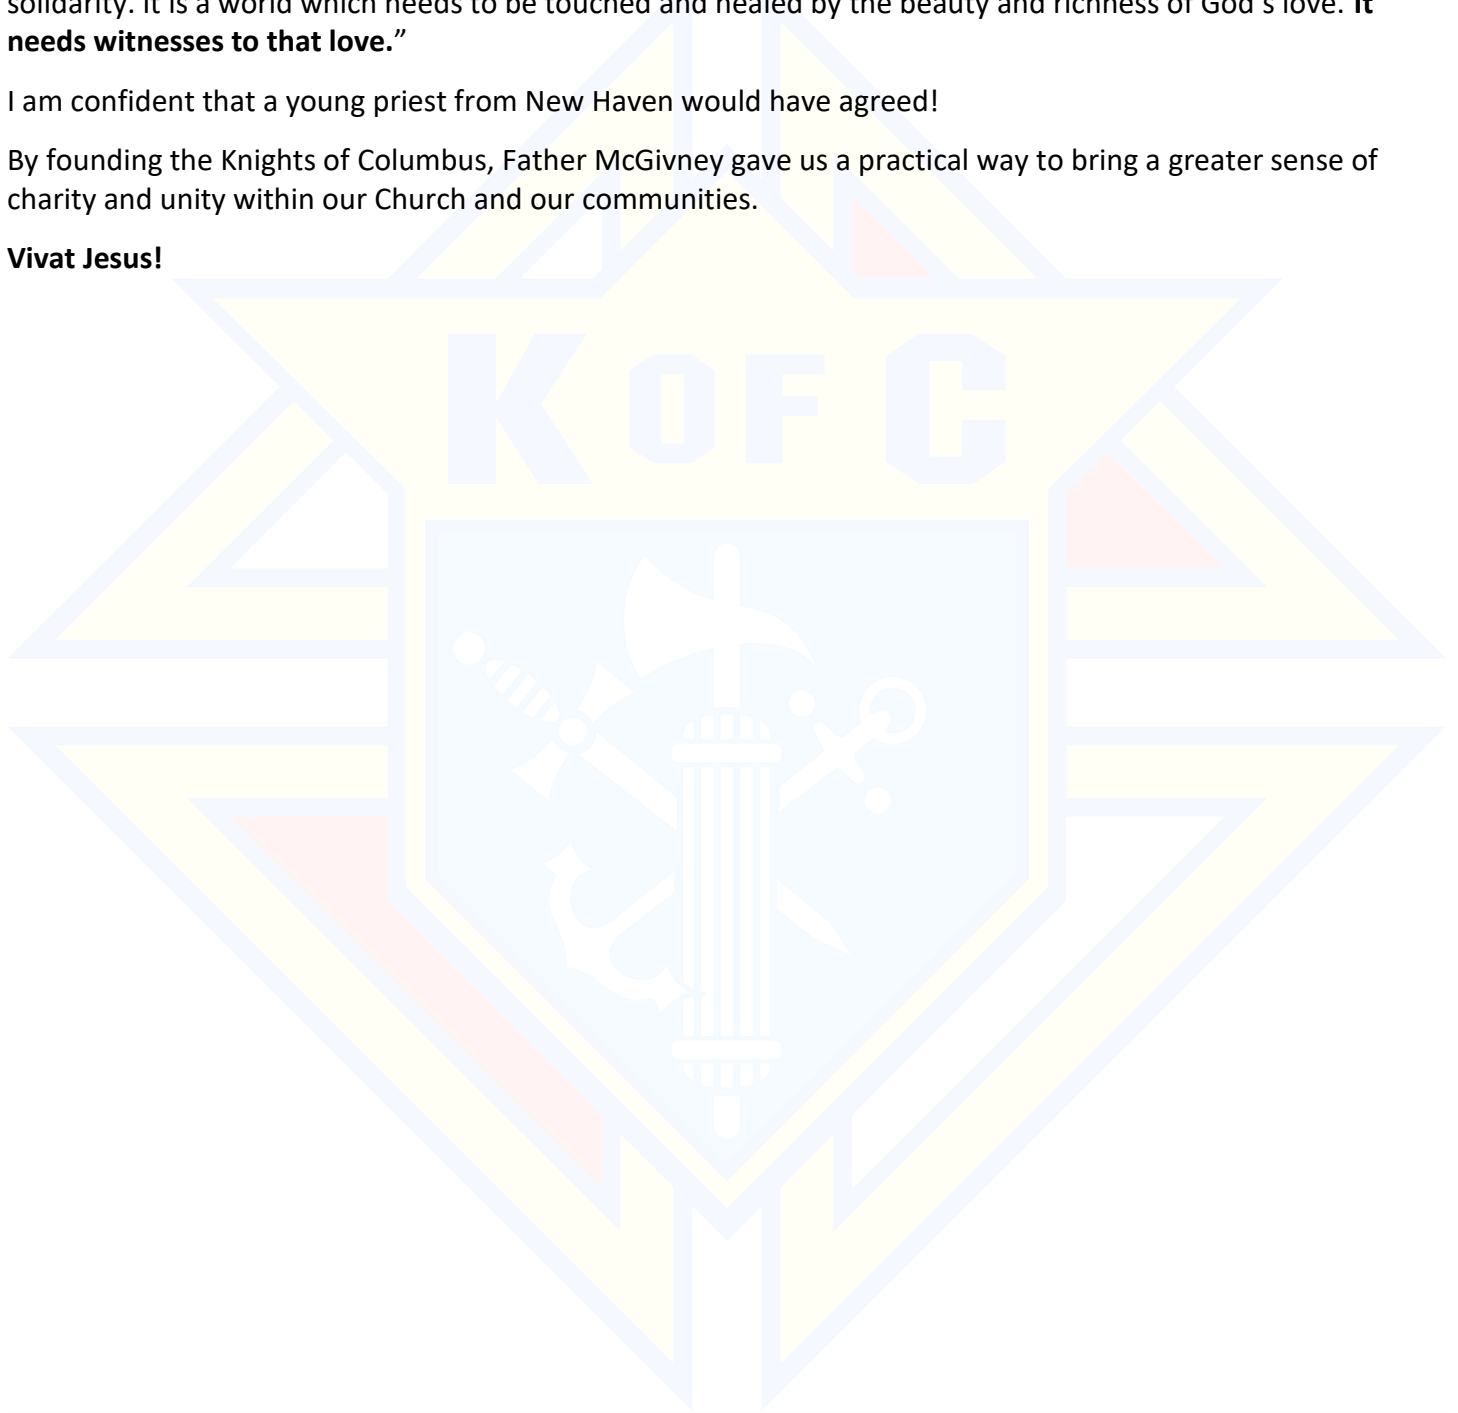 solidarity. It is a world which needs to be touched and healed by the beauty and richness of God's love. It
needs witnesses to that love.”
I am confident that a young priest from New Haven would have agreed!
By founding the Knights of Columbus, Father McGivney gave us a practical way to bring a greater sense of
charity and unity within our Church and our communities.
Vivat Jesus!
K OF C